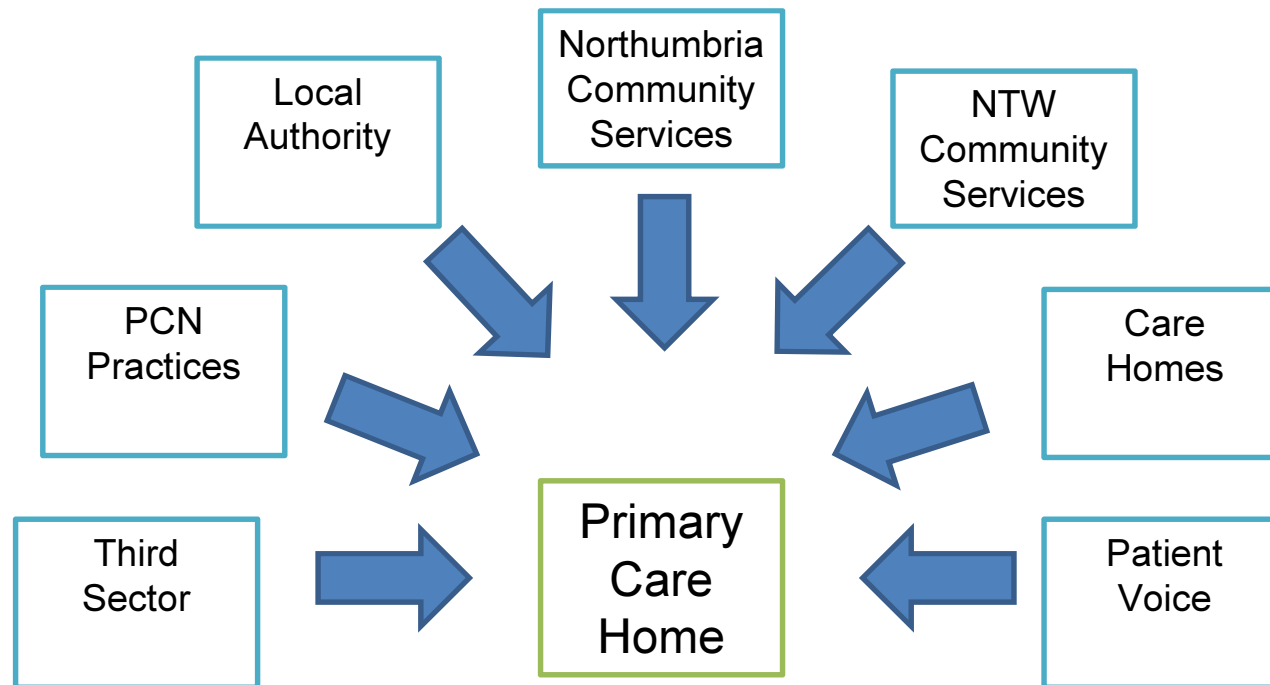 Northumbria
Community
Services
Local
Authority
NTW
Community
Services
PCN
Practices
Care
Homes
Third
Sector
Primary
Care
Home
Patient
Voice